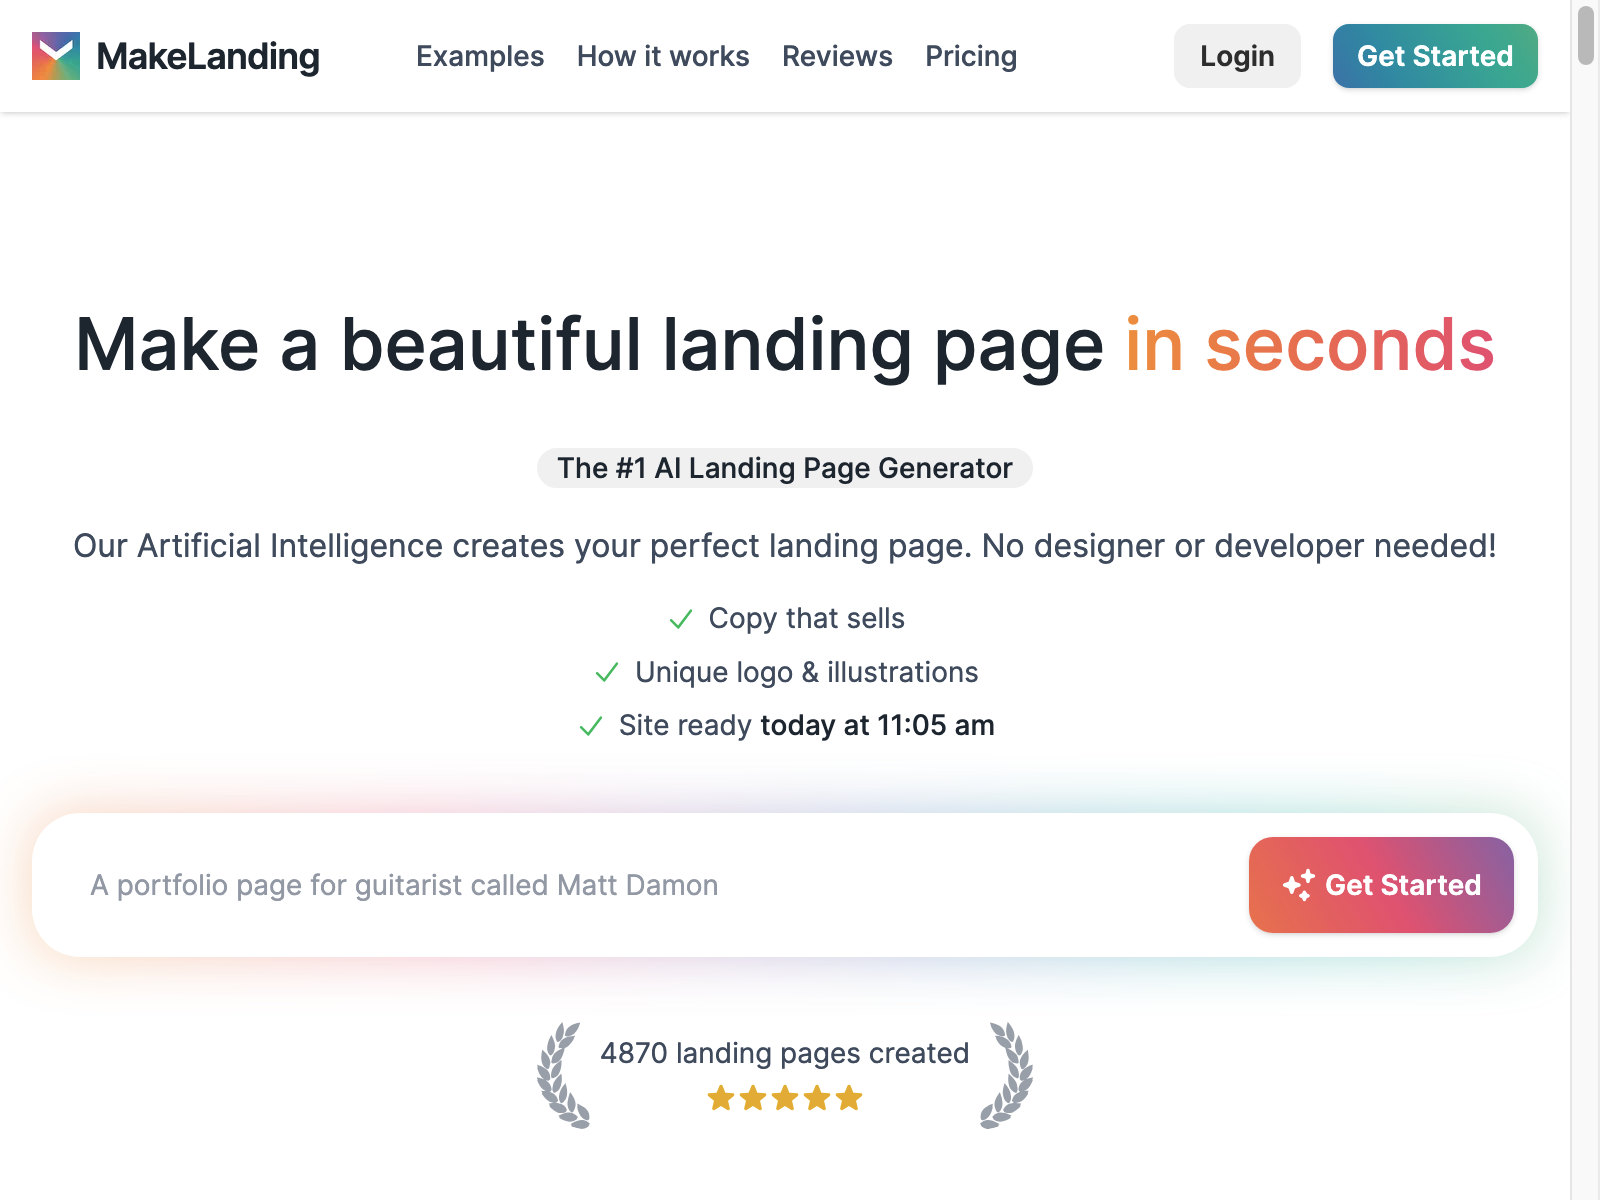 MakeLanding
Examples
How it works
Reviews
Pricing
Login
Get Started
Make a beautiful landing page in seconds
The #1 AI Landing Page Generator
Our Artificial Intelligence creates your perfect landing page. No designer or developer needed!
Copy that sells
Unique logo & illustrations
Site ready today at 11:05 am
A portfolio page for guitarist called Matt Damon
Get Started
4870 landing pages created